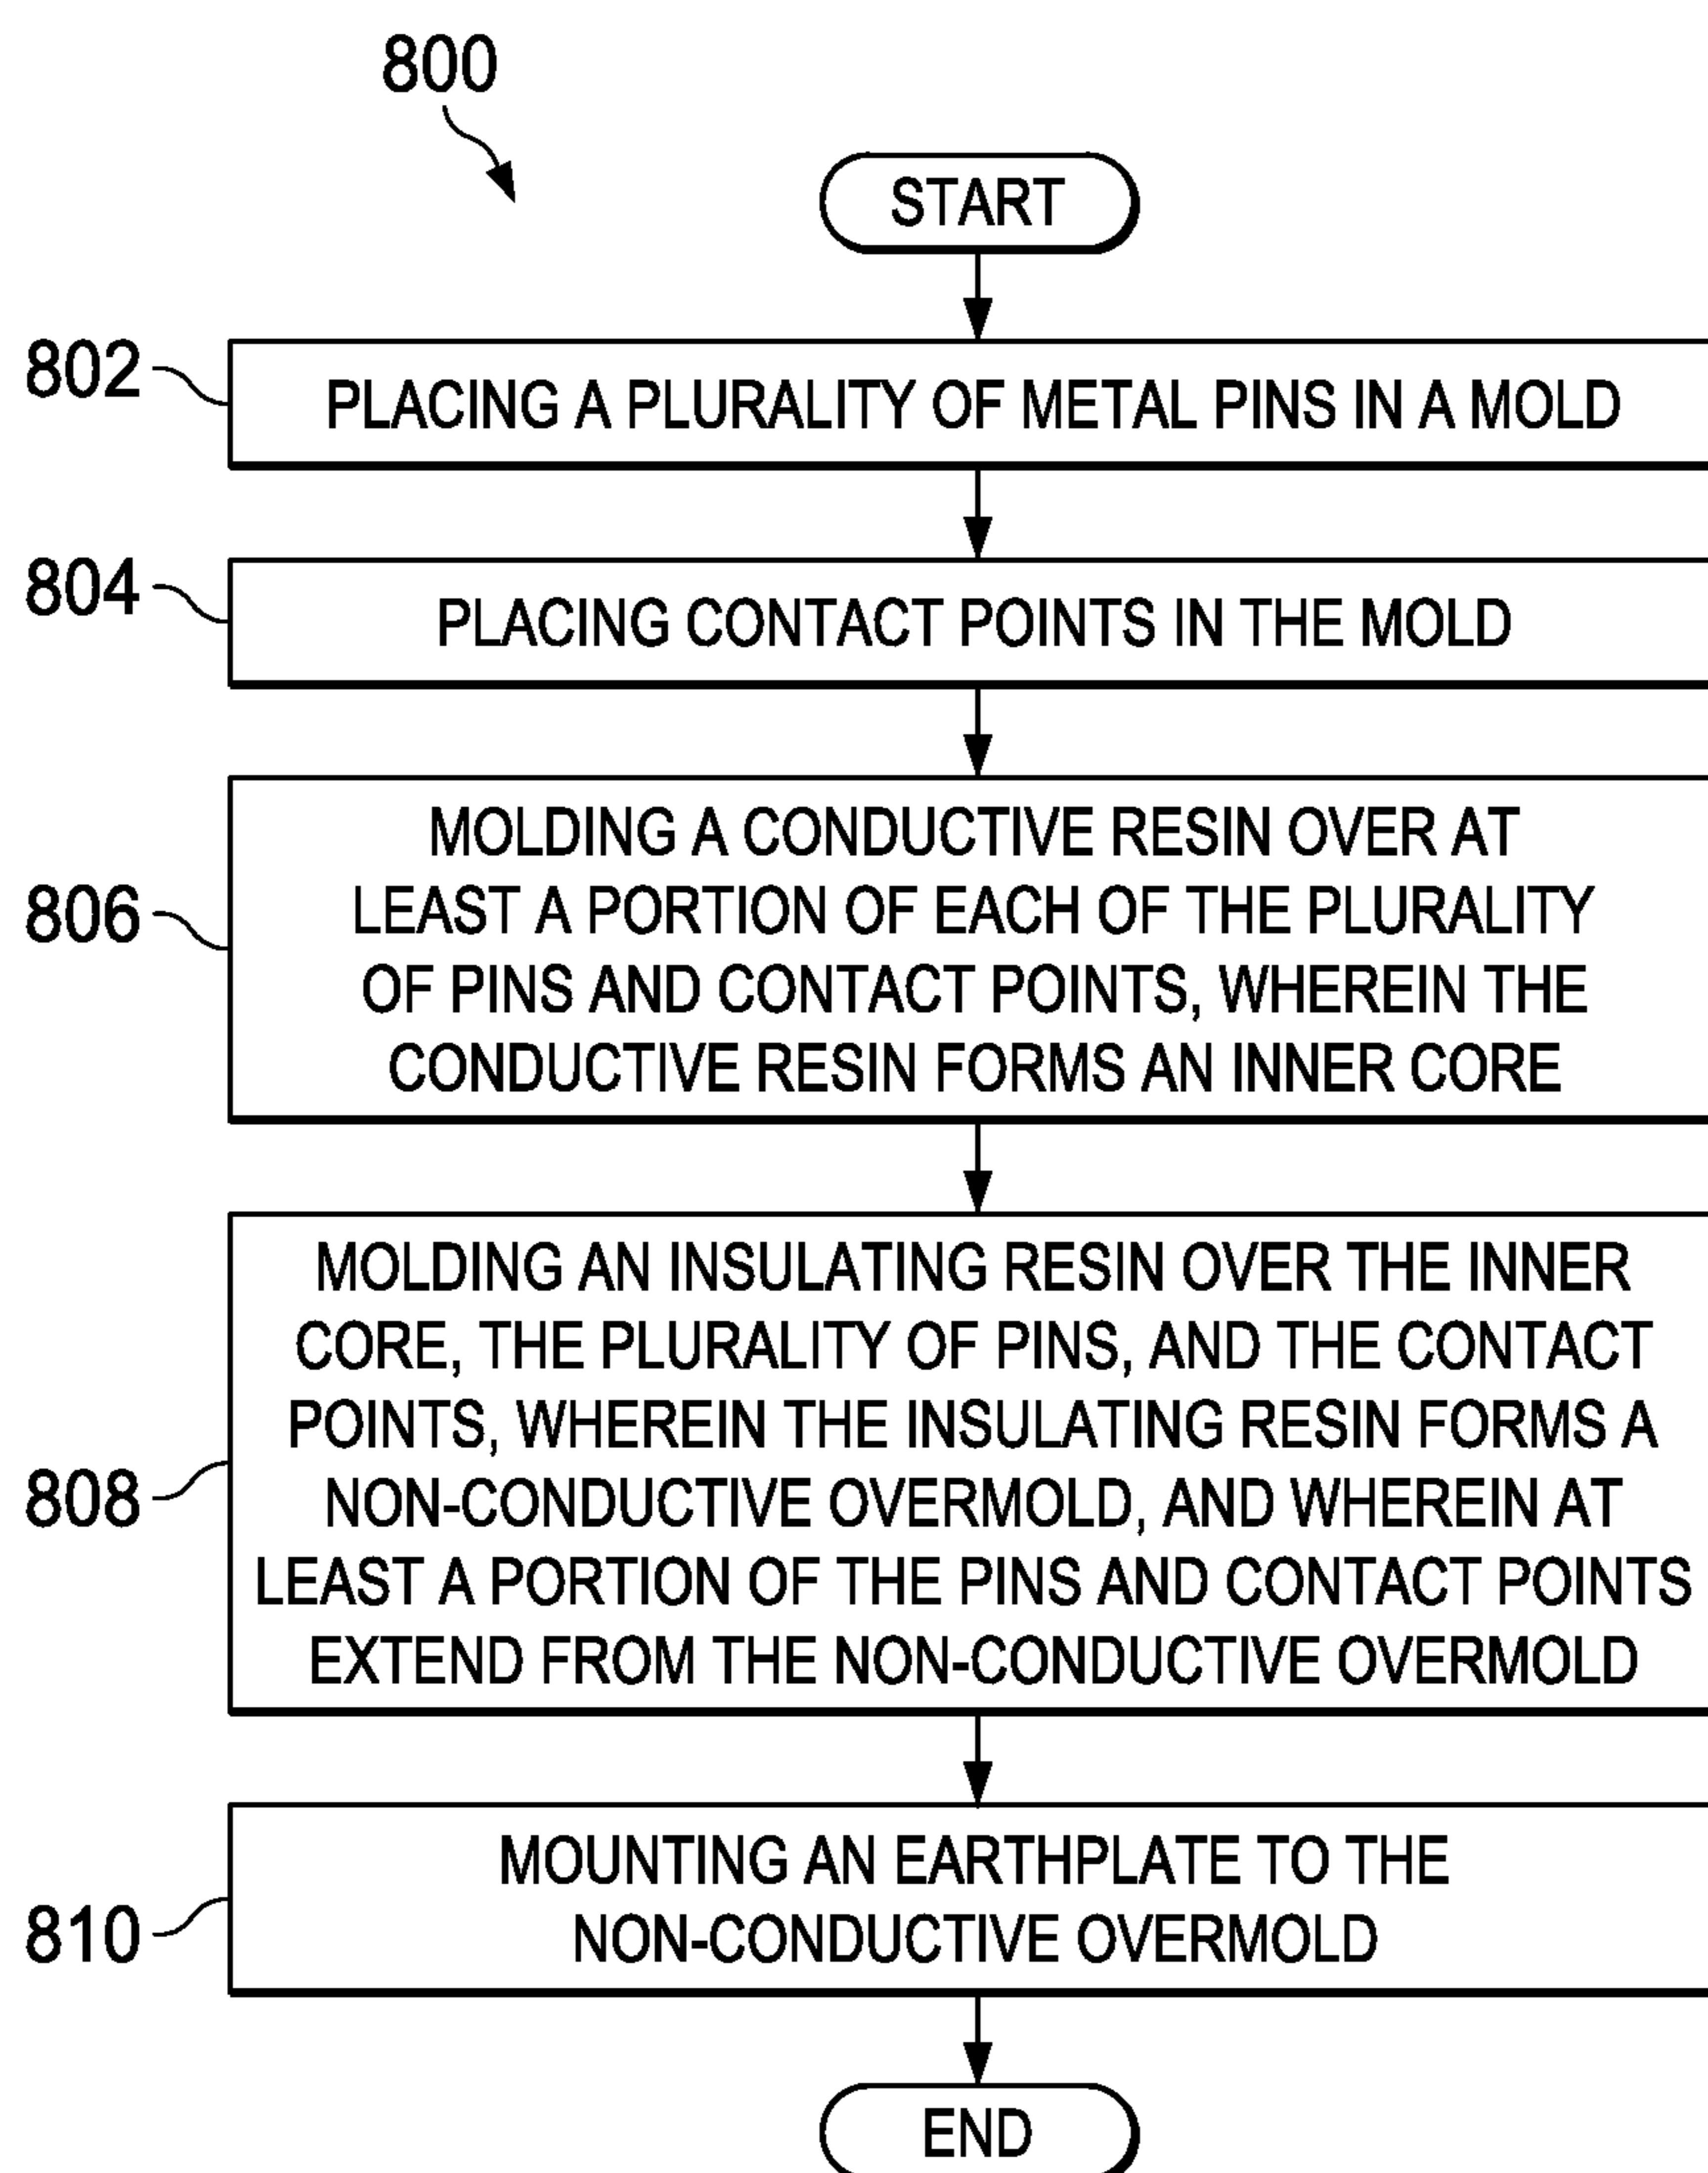 800
START
802
PLACING A PLURALITY OF METAL PINS IN A MOLD
804
PLACING CONTACT POINTS IN THE MOLD
806
MOLDING A CONDUCTIVE RESIN OVER AT
LEAST A PORTION OF EACH OF THE PLURALITY
OF PINS AND CONTACT POINTS, WHEREIN THE
CONDUCTIVE RESIN FORMS AN INNER CORE
808
MOLDING AN INSULATING RESIN OVER THE INNER
CORE, THE PLURALITY OF PINS, AND THE CONTACT
POINTS, WHEREIN THE INSULATING RESIN FORMS A
NON-CONDUCTIVE OVERMOLD, AND WHEREIN AT
LEAST A PORTION OF THE PINS AND CONTACT POINTS
EXTEND FROM THE NON-CONDUCTIVE OVERMOLD
810
MOUNTING AN EARTHPLATE TO THE
NON-CONDUCTIVE OVERMOLD
END